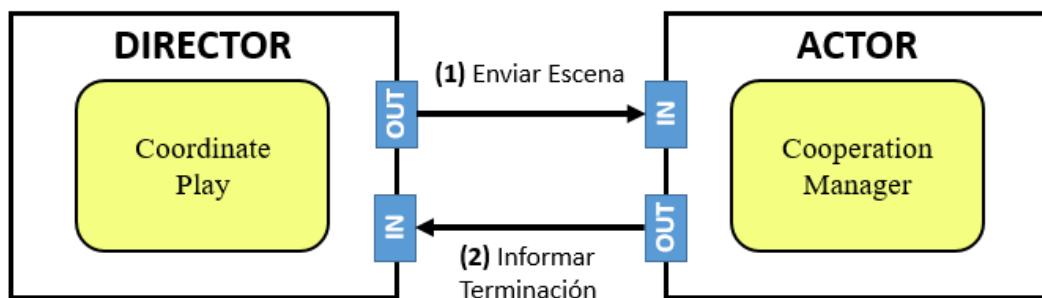 DIRECTOR
Coordinate
Play
OUT
IN
(1) Enviar Escena
(2) Informar
Terminación
ACTOR
IN
OUT
Cooperation
Manager